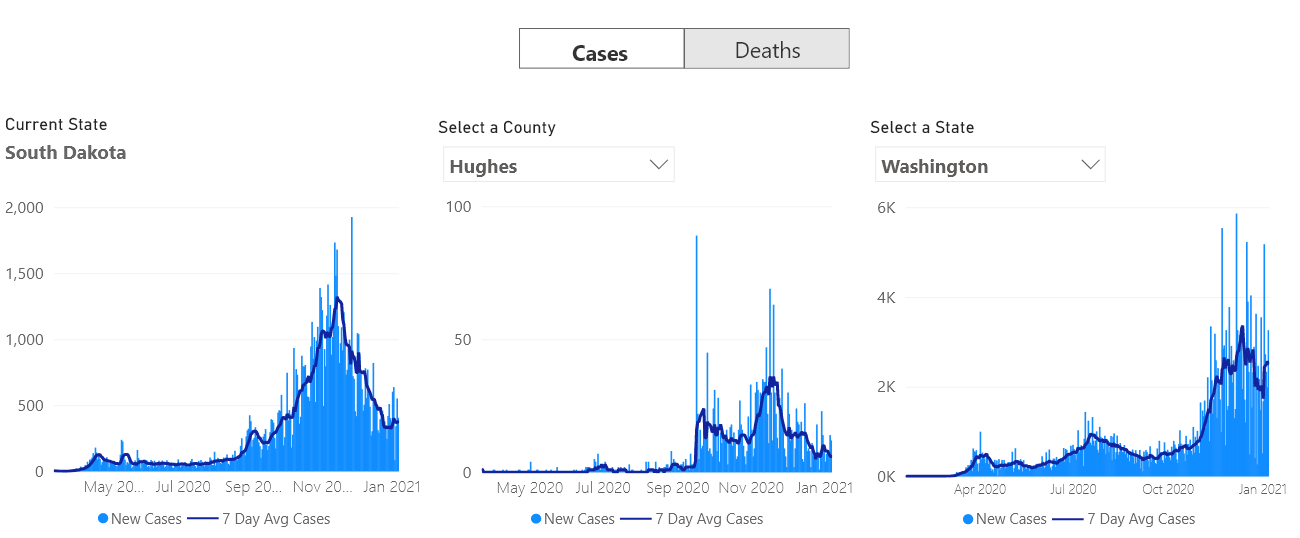 Cases Deaths
Current State
South Dakota
2,000
1,500
1,000
500
0
May 20... Jul 2020 Sep 20... Nov 20... Jan 2021
New Cases 7 Day Avg Cases
Select a County
Hughes
100
50
0
May 2020 Jul 2020 Sep 2020 Nov 2020 Jan 2021
New Cases 7 Day Avg Cases
Select a State
Washington
6K
4K
2K
0K
Apr 2020 Jul 2020 Oct 2020 Jan 2021
New Cases 7 Day Avg Cases